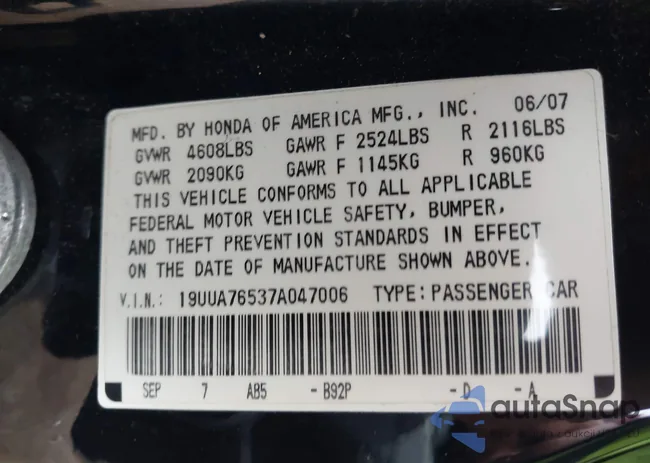 MFD. BY HONDA OF AMERICA MFG., INC. 06/07
GVWR 4608LBS GAWR F 2524LBS R 2116LBS
GVWR 2090KG GAWR F 1145KG R 960KG
THIS VEHICLE CONFORMS TO ALL APPLICABLE
FEDERAL MOTOR VEHICLE SAFETY, BUMPER,
AND THEFT PREVENTION STANDARDS IN EFFECT
ON THE DATE OF MANUFACTURE SHOWN ABOVE.
V.I.N.: 19UUA76537A047006 TYPE:PASSENGER CAR
SEP 7 AB5 - B92P - D - A
autaSnap